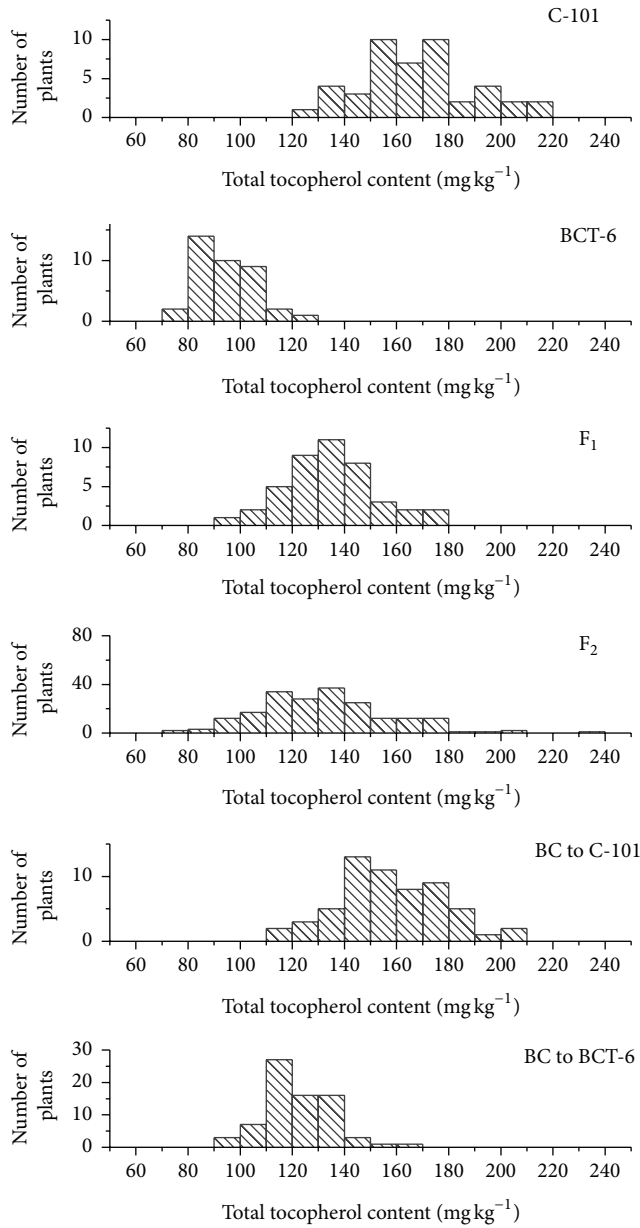 C-101
Number of
plants
10
5
0
60 80 100 120 140 160 180 200 220 240
Total tocopherol content (mg kg⁻¹)
BCT-6
Number of
plants
10
0
60 80 100 120 140 160 180 200 220 240
Total tocopherol content (mg kg⁻¹)
F₁
Number of
plants
10
5
0
60 80 100 120 140 160 180 200 220 240
Total tocopherol content (mg kg⁻¹)
F₂
Number of
plants
80
40
0
60 80 100 120 140 160 180 200 220 240
Total tocopherol content (mg kg⁻¹)
BC to C-101
Number of
plants
10
0
60 80 100 120 140 160 180 200 220 240
Total tocopherol content (mg kg⁻¹)
BC to BCT-6
Number of
plants
30
20
10
0
60 80 100 120 140 160 180 200 220 240
Total tocopherol content (mg kg⁻¹)